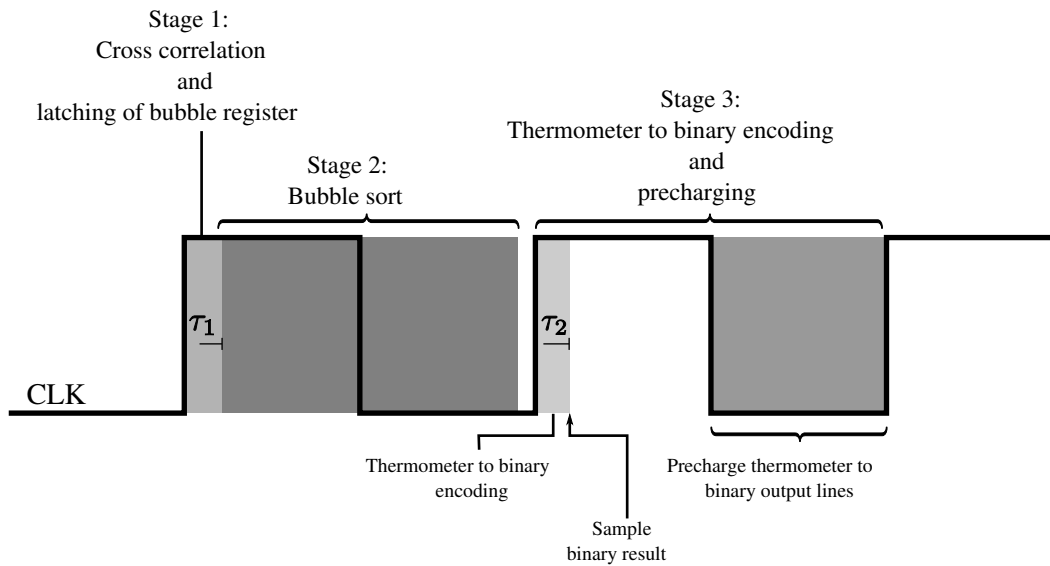 Stage 1:
Cross correlation
and
latching of bubble register
Stage 2:
Bubble sort
Stage 3:
Thermometer to binary encoding
and
precharging
τ1
τ2
CLK
Thermometer to binary
encoding
Sample
binary result
Precharge thermometer to
binary output lines